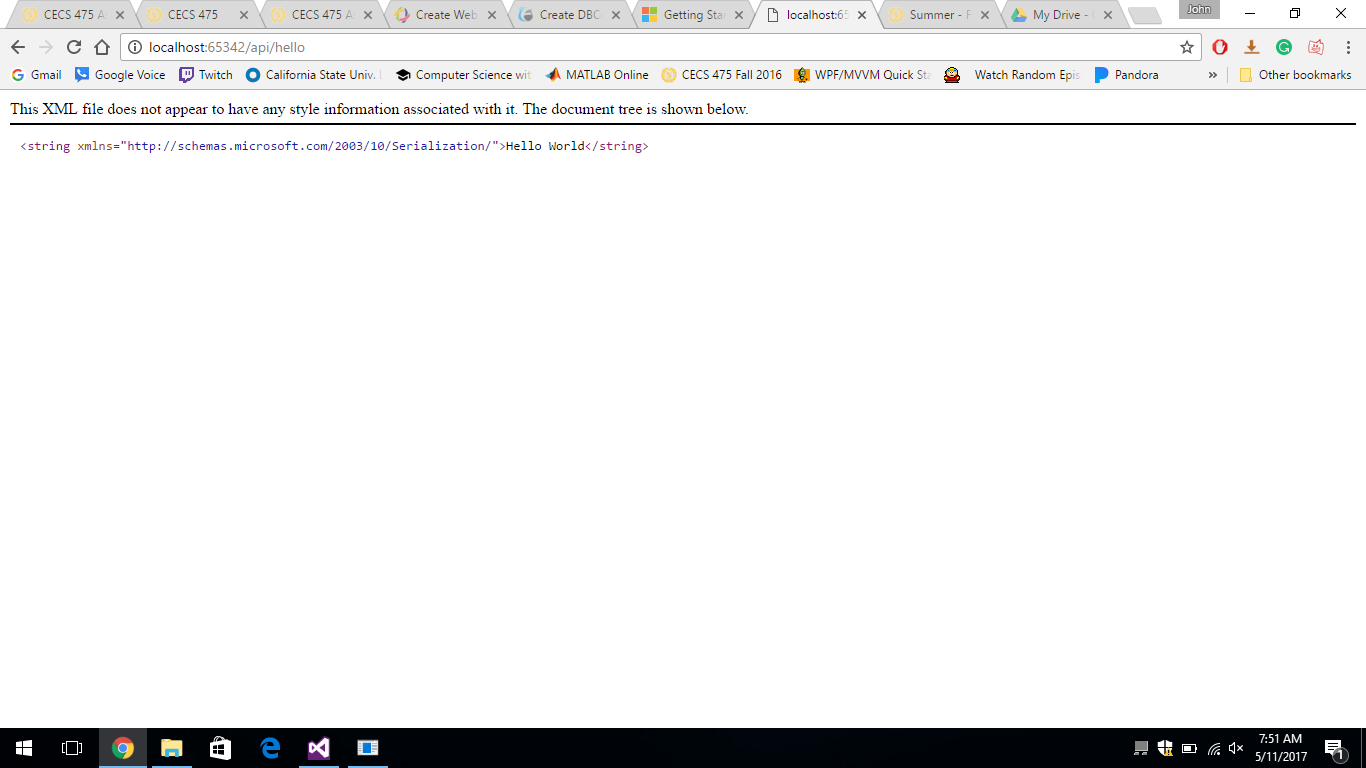 CECS 475 A
CECS 475
CECS 475 A
Create Web
Create DBC
Getting Star
localhost:65
Summer - F
My Drive -
John
localhost:65342/api/hello
Gmail
Google Voice
Twitch
California State Univ.
Computer Science wit
MATLAB Online
CECS 475 Fall 2016
WPF/MVVM Quick Sta
Watch Random Epis
Pandora
»
Other bookmarks
This XML file does not appear to have any style information associated with it. The document tree is shown below.
<string xmlns="http://schemas.microsoft.com/2003/10/Serialization/">Hello World</string>
7:51 AM
5/11/2017
1